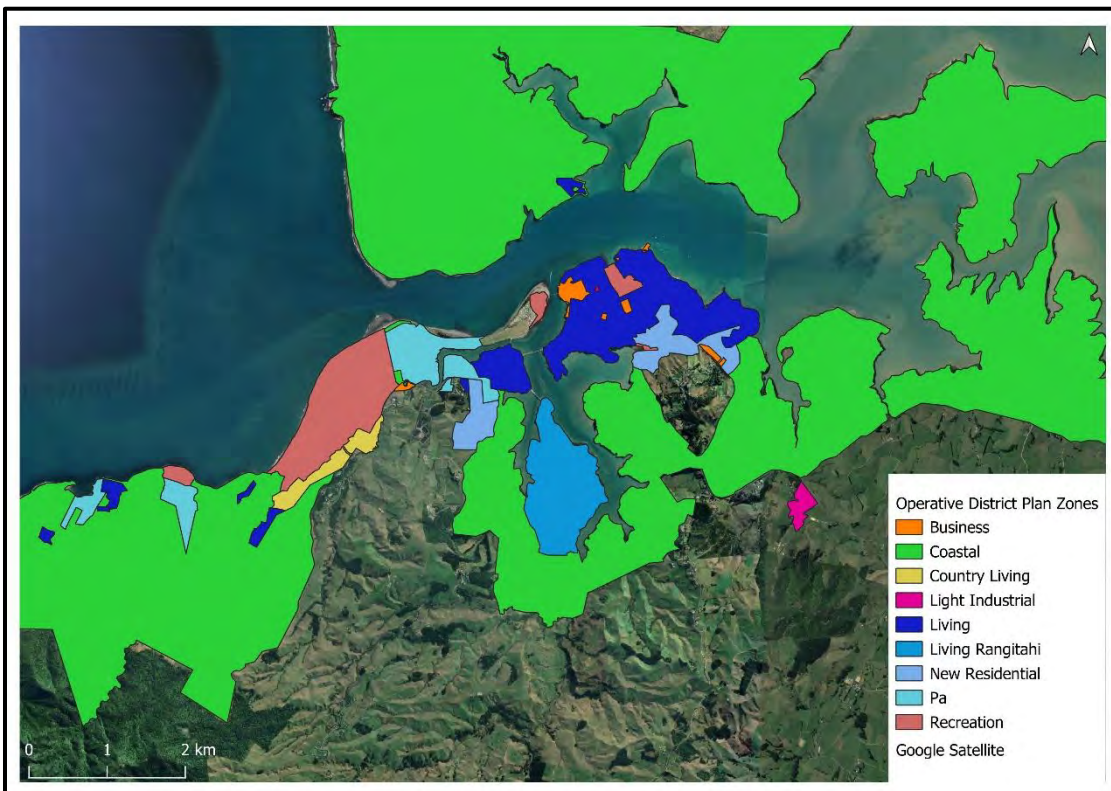 Operative District Plan Zones
Business
Coastal
Country Living
Light Industrial
Living
Living Rangitahi
New Residential
Pa
Recreation
Google Satellite
0 1 2 km